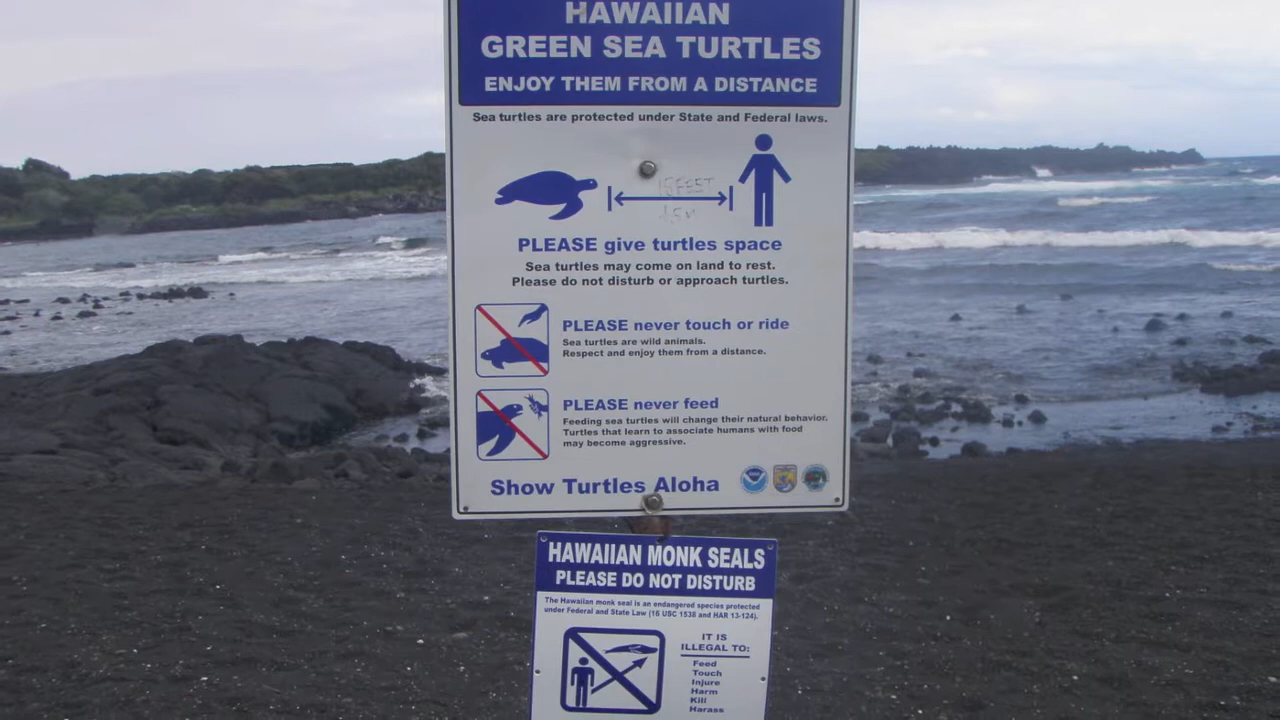 HAWAIIAN
GREEN SEA TURTLES
ENJOY THEM FROM A DISTANCE
Sea turtles are protected under State and Federal laws.
15 FEET
PLEASE give turtles space
Sea turtles may come on land to rest.
Please do not disturb or approach turtles.
PLEASE never touch or ride
Sea turtles are wild animals.
Respect and enjoy them from a distance.
PLEASE never feed
Feeding sea turtles will change their natural behavior.
Turtles that learn to associate humans with food
may become aggressive.
Show Turtles Aloha
HAWAIIAN MONK SEALS
PLEASE DO NOT DISTURB
The Hawaiian monk seal is an endangered species protected
under Federal and State Law (16 USC 1538 and HAR 13-124).
IT IS
ILLEGAL TO:
Feed
Touch
Injure
Harm
Kill
Harass